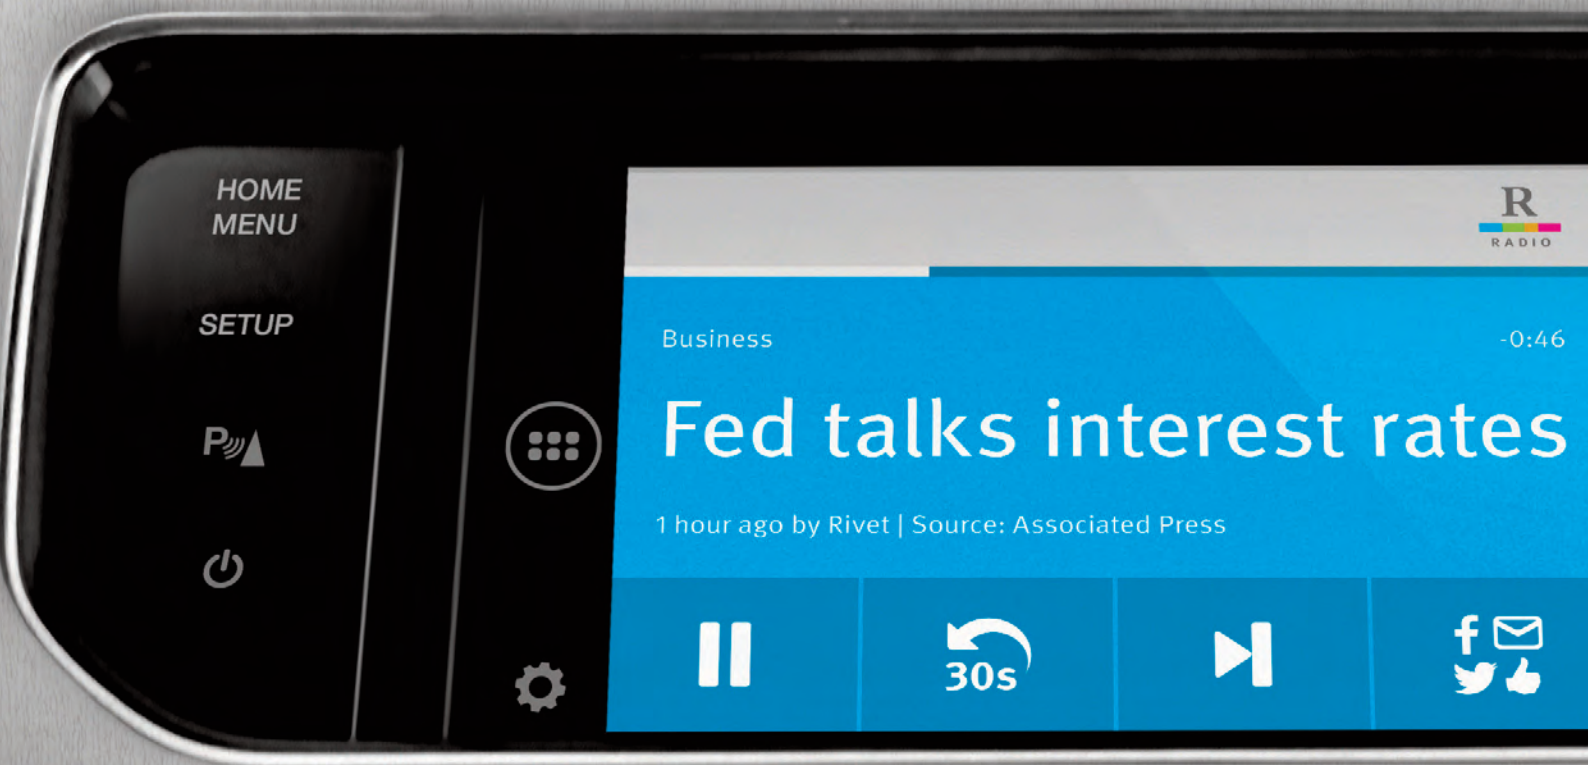 HOME
MENU
SETUP
P
R
RADIO
Business
-0:46
Fed talks interest rates
1 hour ago by Rivet | Source: Associated Press
30s